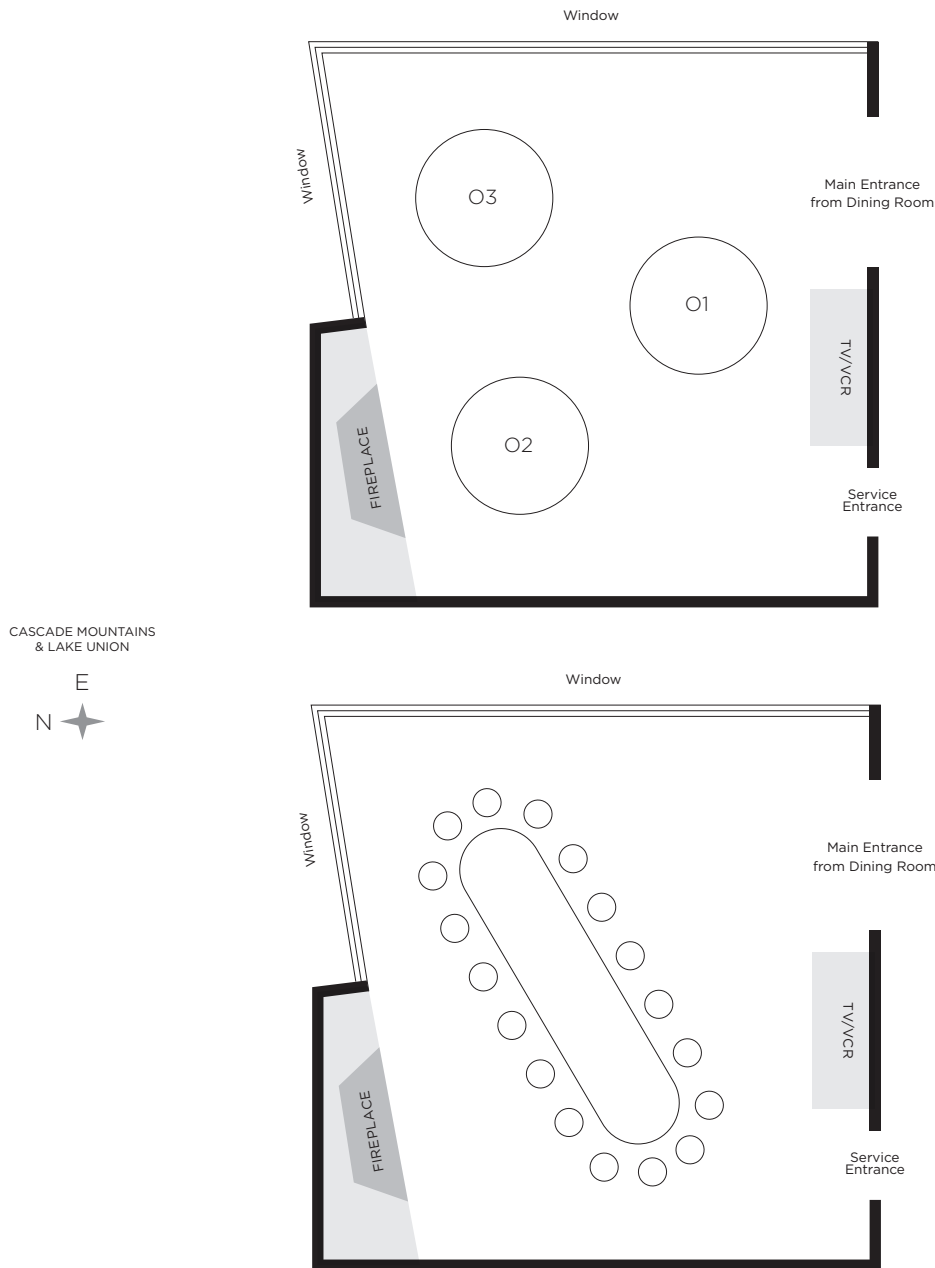 Window
Window
O3
Main Entrance
from Dining Room
O1
TV/VCR
O2
FIREPLACE
Service
Entrance
CASCADE MOUNTAINS
& LAKE UNION
E
N
Window
Window
Main Entrance
from Dining Room
TV/VCR
FIREPLACE
Service
Entrance